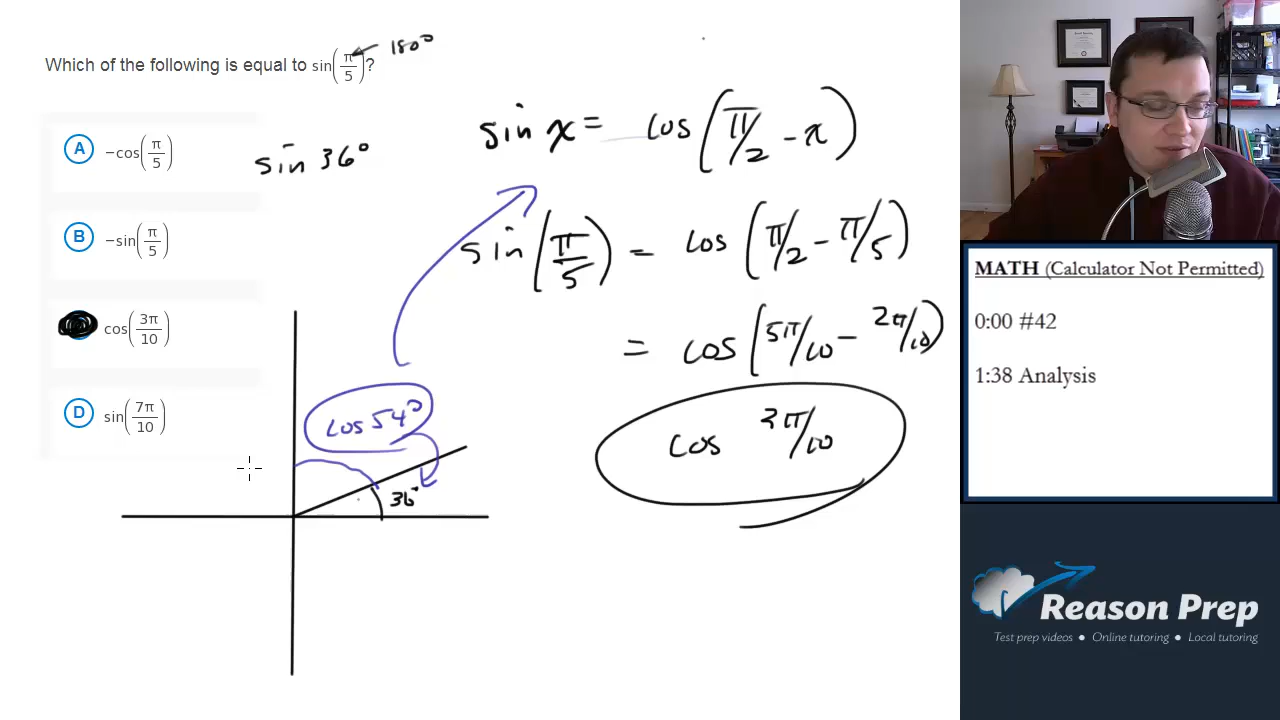 Which of the following is equal to sin(π/5)?
180°
A −cos(π/5)
B −sin(π/5)
cos(3π/10)
D sin(7π/10)
sin 36°
sin x = cos(π/2 − x)
sin(π/5) = cos(π/2 − π/5)
= cos(5π/10 − 2π/10)
cos 3π/10
cos 54°
36°
MATH (Calculator Not Permitted)
0:00 #42
1:38 Analysis
Reason Prep
Test prep videos • Online tutoring • Local tutoring